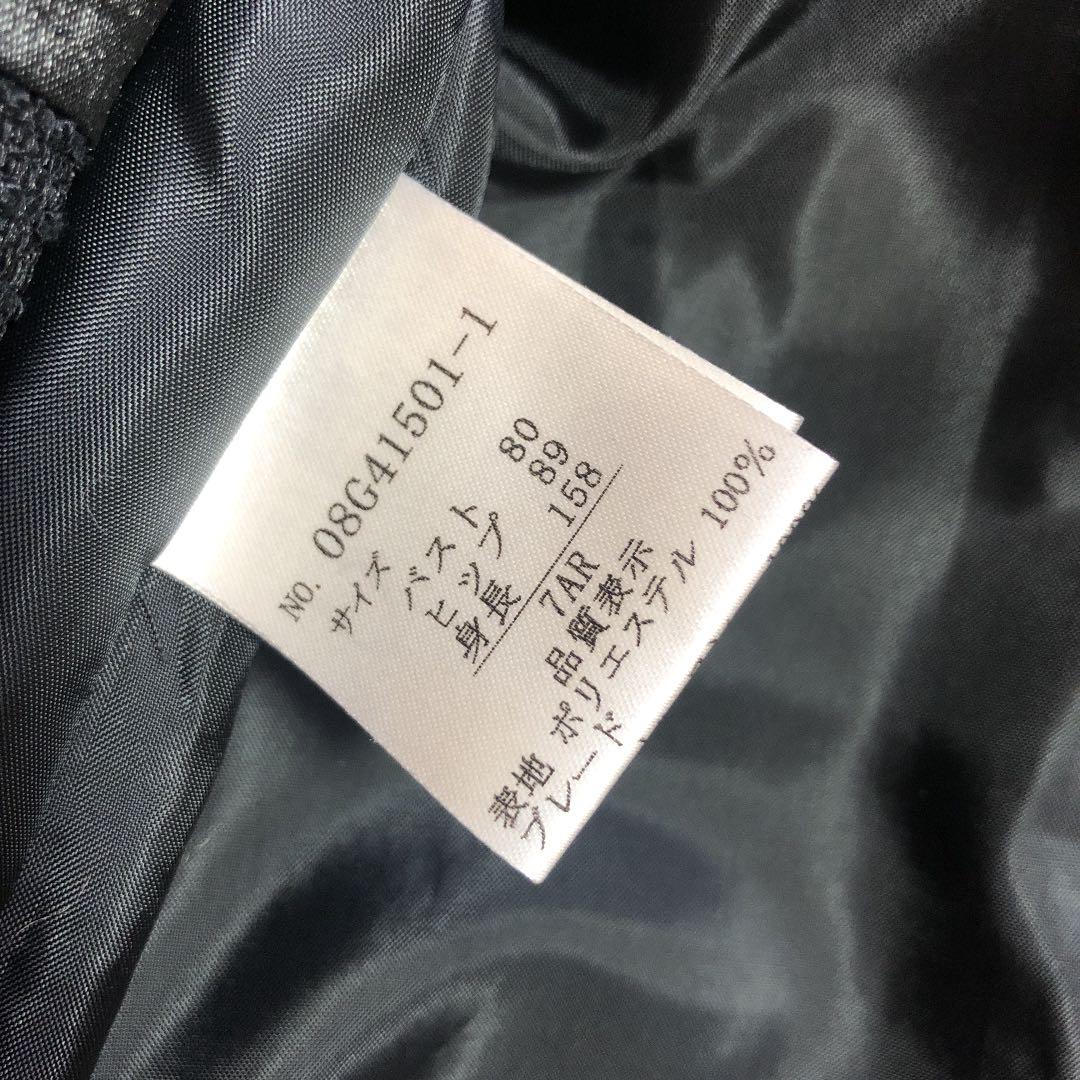 NO. 08G41501-1
サイズ
バスト 80
ヒップ 89
身長 158
7AR
品質表示
表地 ポリエステル 100%
ブレード